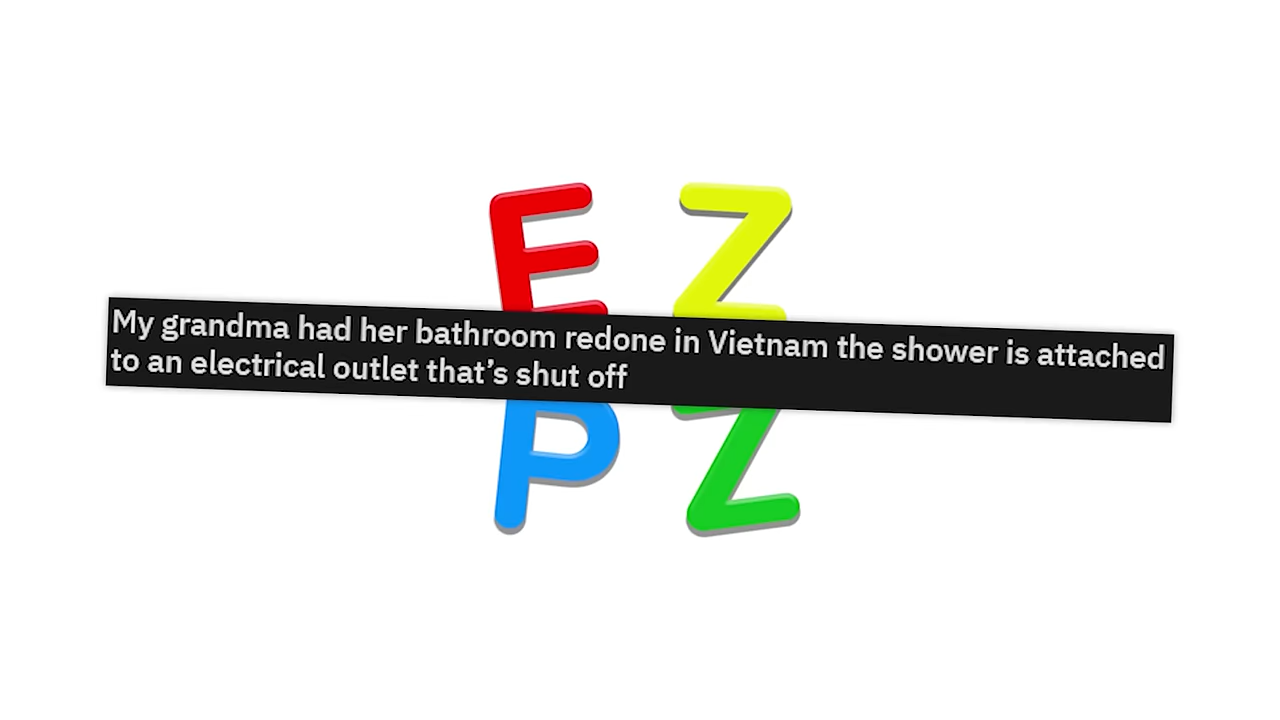 E Z
My grandma had her bathroom redone in Vietnam the shower is attached
to an electrical outlet that’s shut off
P Z